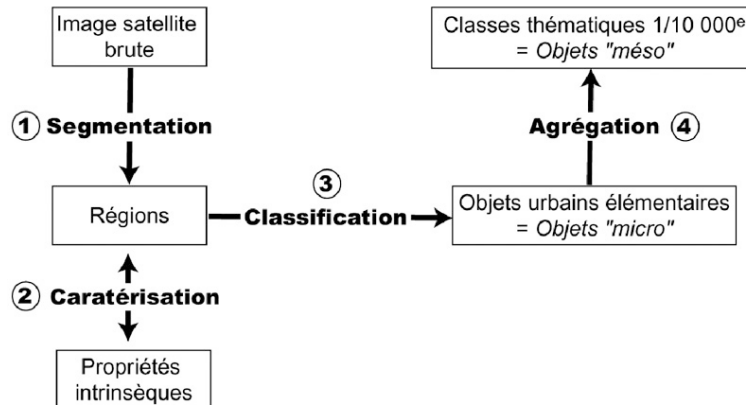 Image satellite
brute
① Segmentation
Régions
② Caratérisation
Propriétés
intrinsèques
③
Classification
Objets urbains élémentaires
= Objets "micro"
Agrégation ④
Classes thématiques 1/10 000e
= Objets "méso"